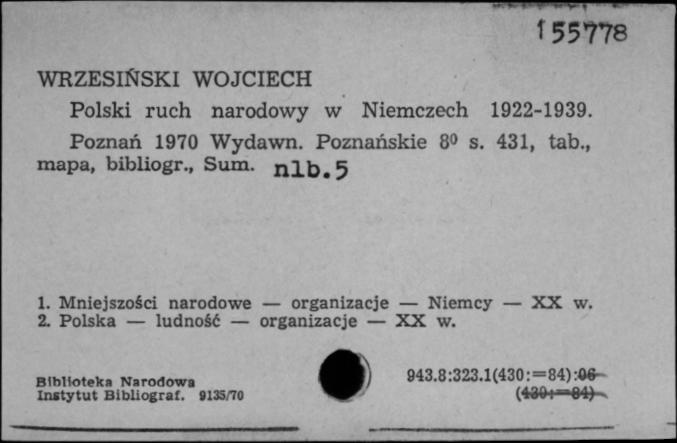 155778
WRZESIŃSKI WOJCIECH
Polski ruch narodowy w Niemczech 1922-1939.
Poznań 1970 Wydawn. Poznańskie 8⁰ s. 431, tab.,
mapa, bibliogr., Sum. nlb.5
1. Mniejszości narodowe — organizacje — Niemcy — XX w.
2. Polska — ludność — organizacje — XX w.
Biblioteka Narodowa
Instytut Bibliograf. 9135/70
943.8:323.1(430:=84):06
(430:=84)